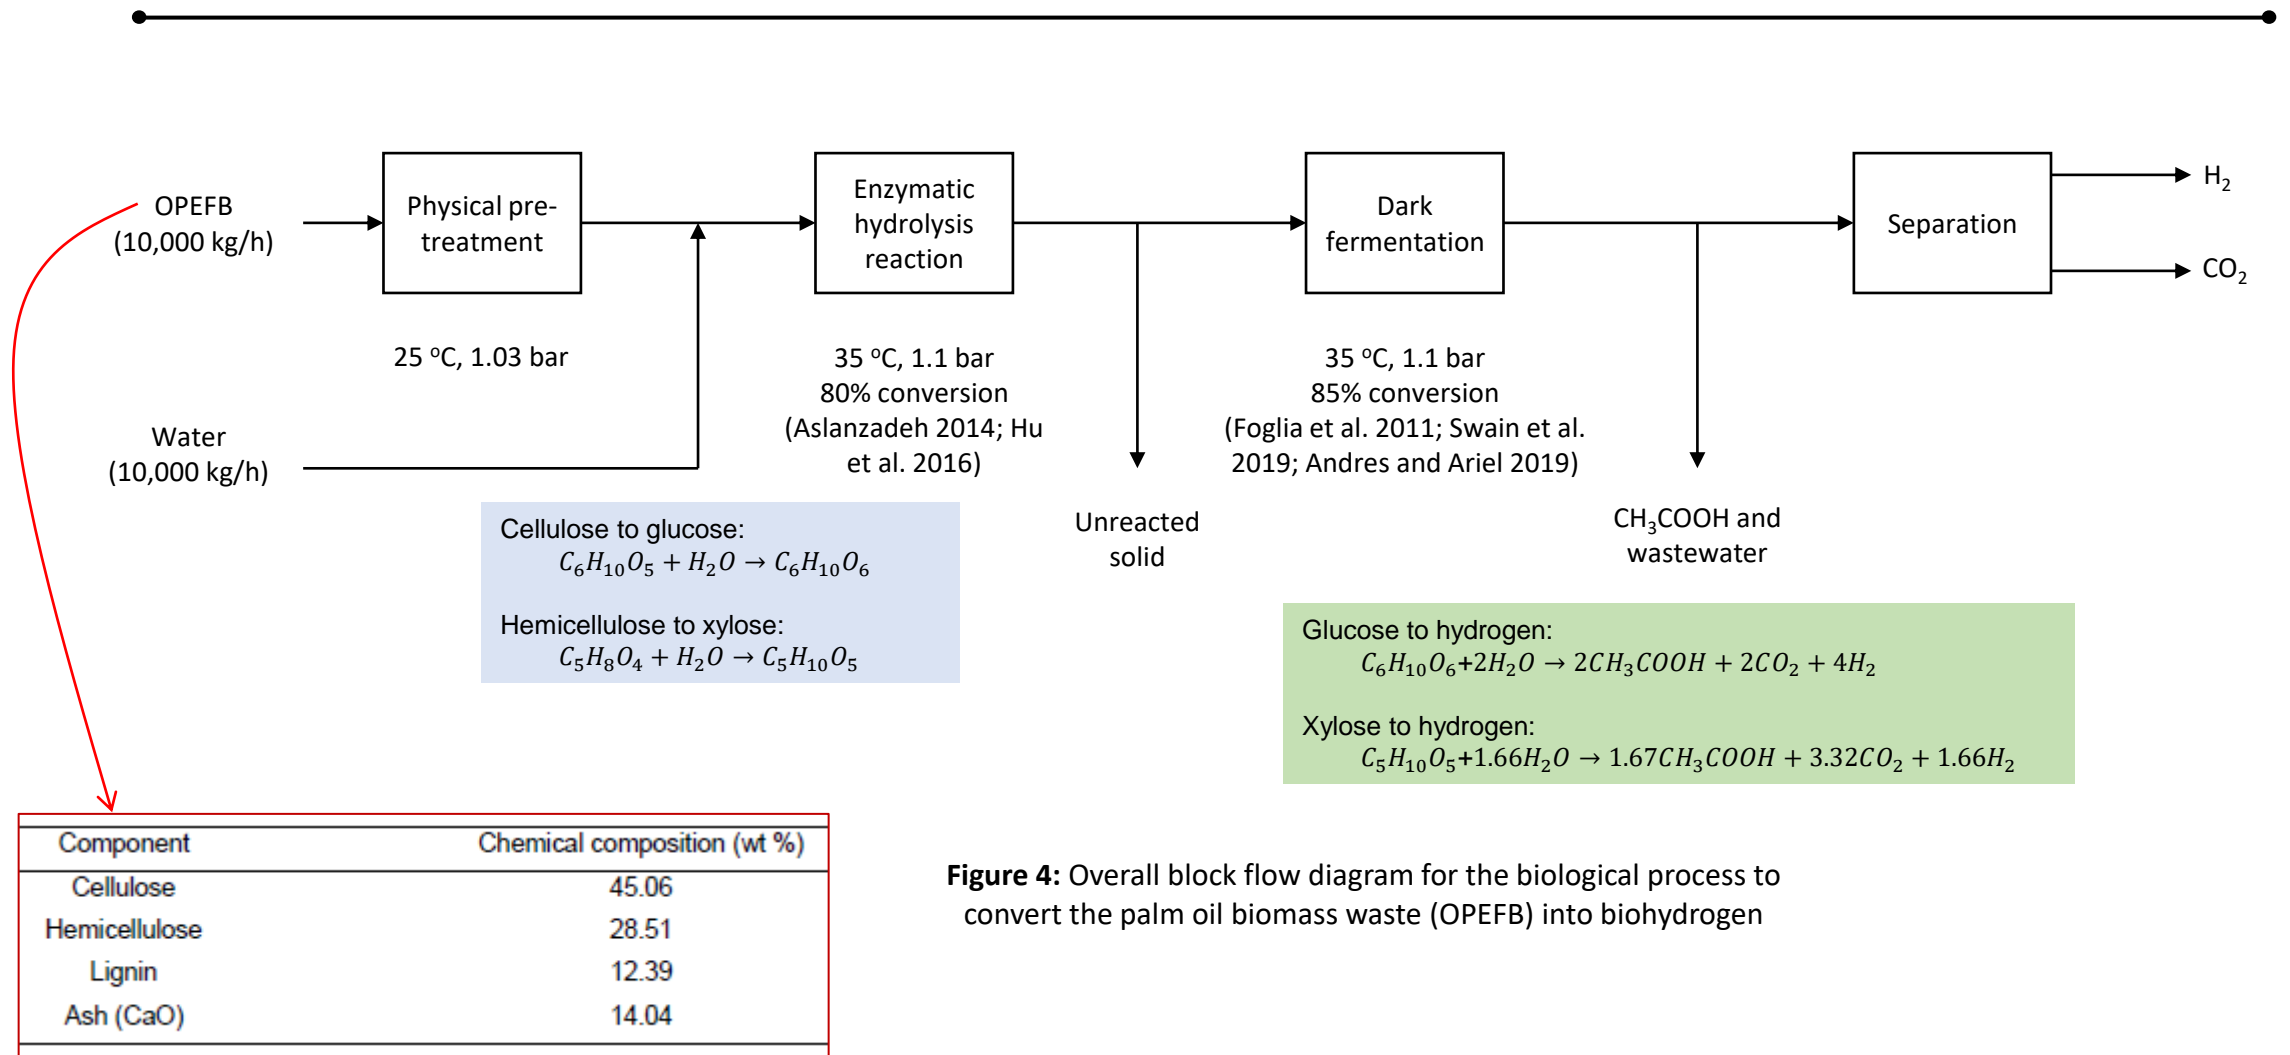 OPEFB
(10,000 kg/h)
Physical pre-
treatment
Enzymatic
hydrolysis
reaction
Dark
fermentation
Separation
H₂
CO₂
25 °C, 1.03 bar
35 °C, 1.1 bar
80% conversion
(Aslanzadeh 2014; Hu
et al. 2016)
35 °C, 1.1 bar
85% conversion
(Foglia et al. 2011; Swain et al.
2019; Andres and Ariel 2019)
Water
(10,000 kg/h)
Unreacted
solid
CH₃COOH and
wastewater
Cellulose to glucose:
C₆H₁₀O₅ + H₂O → C₆H₁₀O₆
Hemicellulose to xylose:
C₅H₈O₄ + H₂O → C₅H₁₀O₅
Glucose to hydrogen:
C₆H₁₀O₆+2H₂O → 2CH₃COOH + 2CO₂ + 4H₂
Xylose to hydrogen:
C₅H₁₀O₅+1.66H₂O → 1.67CH₃COOH + 3.32CO₂ + 1.66H₂
Component Chemical composition (wt %)
Cellulose 45.06
Hemicellulose 28.51
Lignin 12.39
Ash (CaO) 14.04
Figure 4: Overall block flow diagram for the biological process to
convert the palm oil biomass waste (OPEFB) into biohydrogen